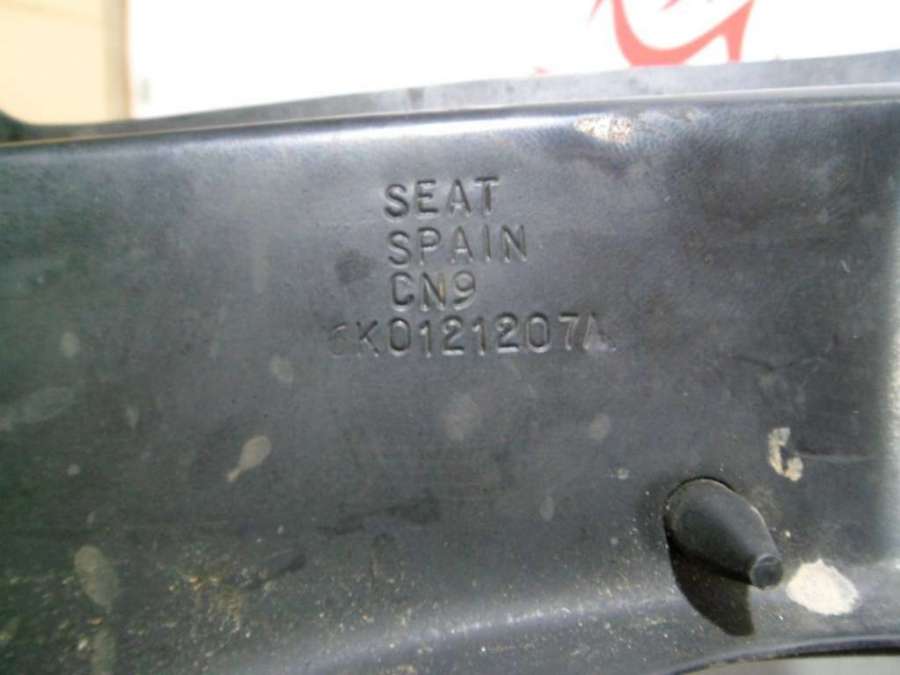 SEAT
SPAIN
CN9
6K0121207A